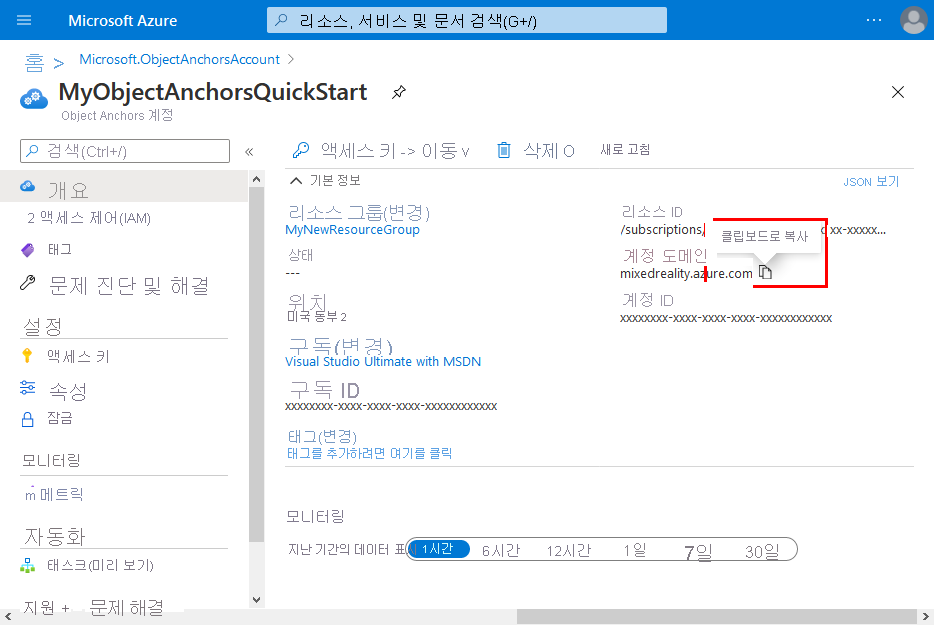 Microsoft Azure
리소스, 서비스 및 문서 검색(G+/)
홈 > Microsoft.ObjectAnchorsAccount >
MyObjectAnchorsQuickStart
Object Anchors 계정
검색(Ctrl+/)
«
액세스 키 -> 이동 v
삭제 O
새로 고침
개요
2 액세스 제어(IAM)
태그
문제 진단 및 해결
설정
액세스 키
속성
잠금
모니터링
메트릭
자동화
태스크(미리 보기)
지원 + 문제 해결
기본 정보
JSON 보기
리소스 그룹(변경)
MyNewResourceGroup
상태
---
위치
미국 동부 2
구독(변경)
Visual Studio Ultimate with MSDN
구독 ID
xxxxxxxx-xxxx-xxxx-xxxx-xxxxxxxxxxxx
태그(변경)
태그를 추가하려면 여기를 클릭
리소스 ID
/subscriptions/ xx-xxxxx...
클립보드로 복사
계정 도메인
mixedreality.azure.com
계정 ID
xxxxxxxx-xxxx-xxxx-xxxx-xxxxxxxxxxxx
모니터링
지난 기간의 데이터 표시
1시간 6시간 12시간 1일 7일 30일